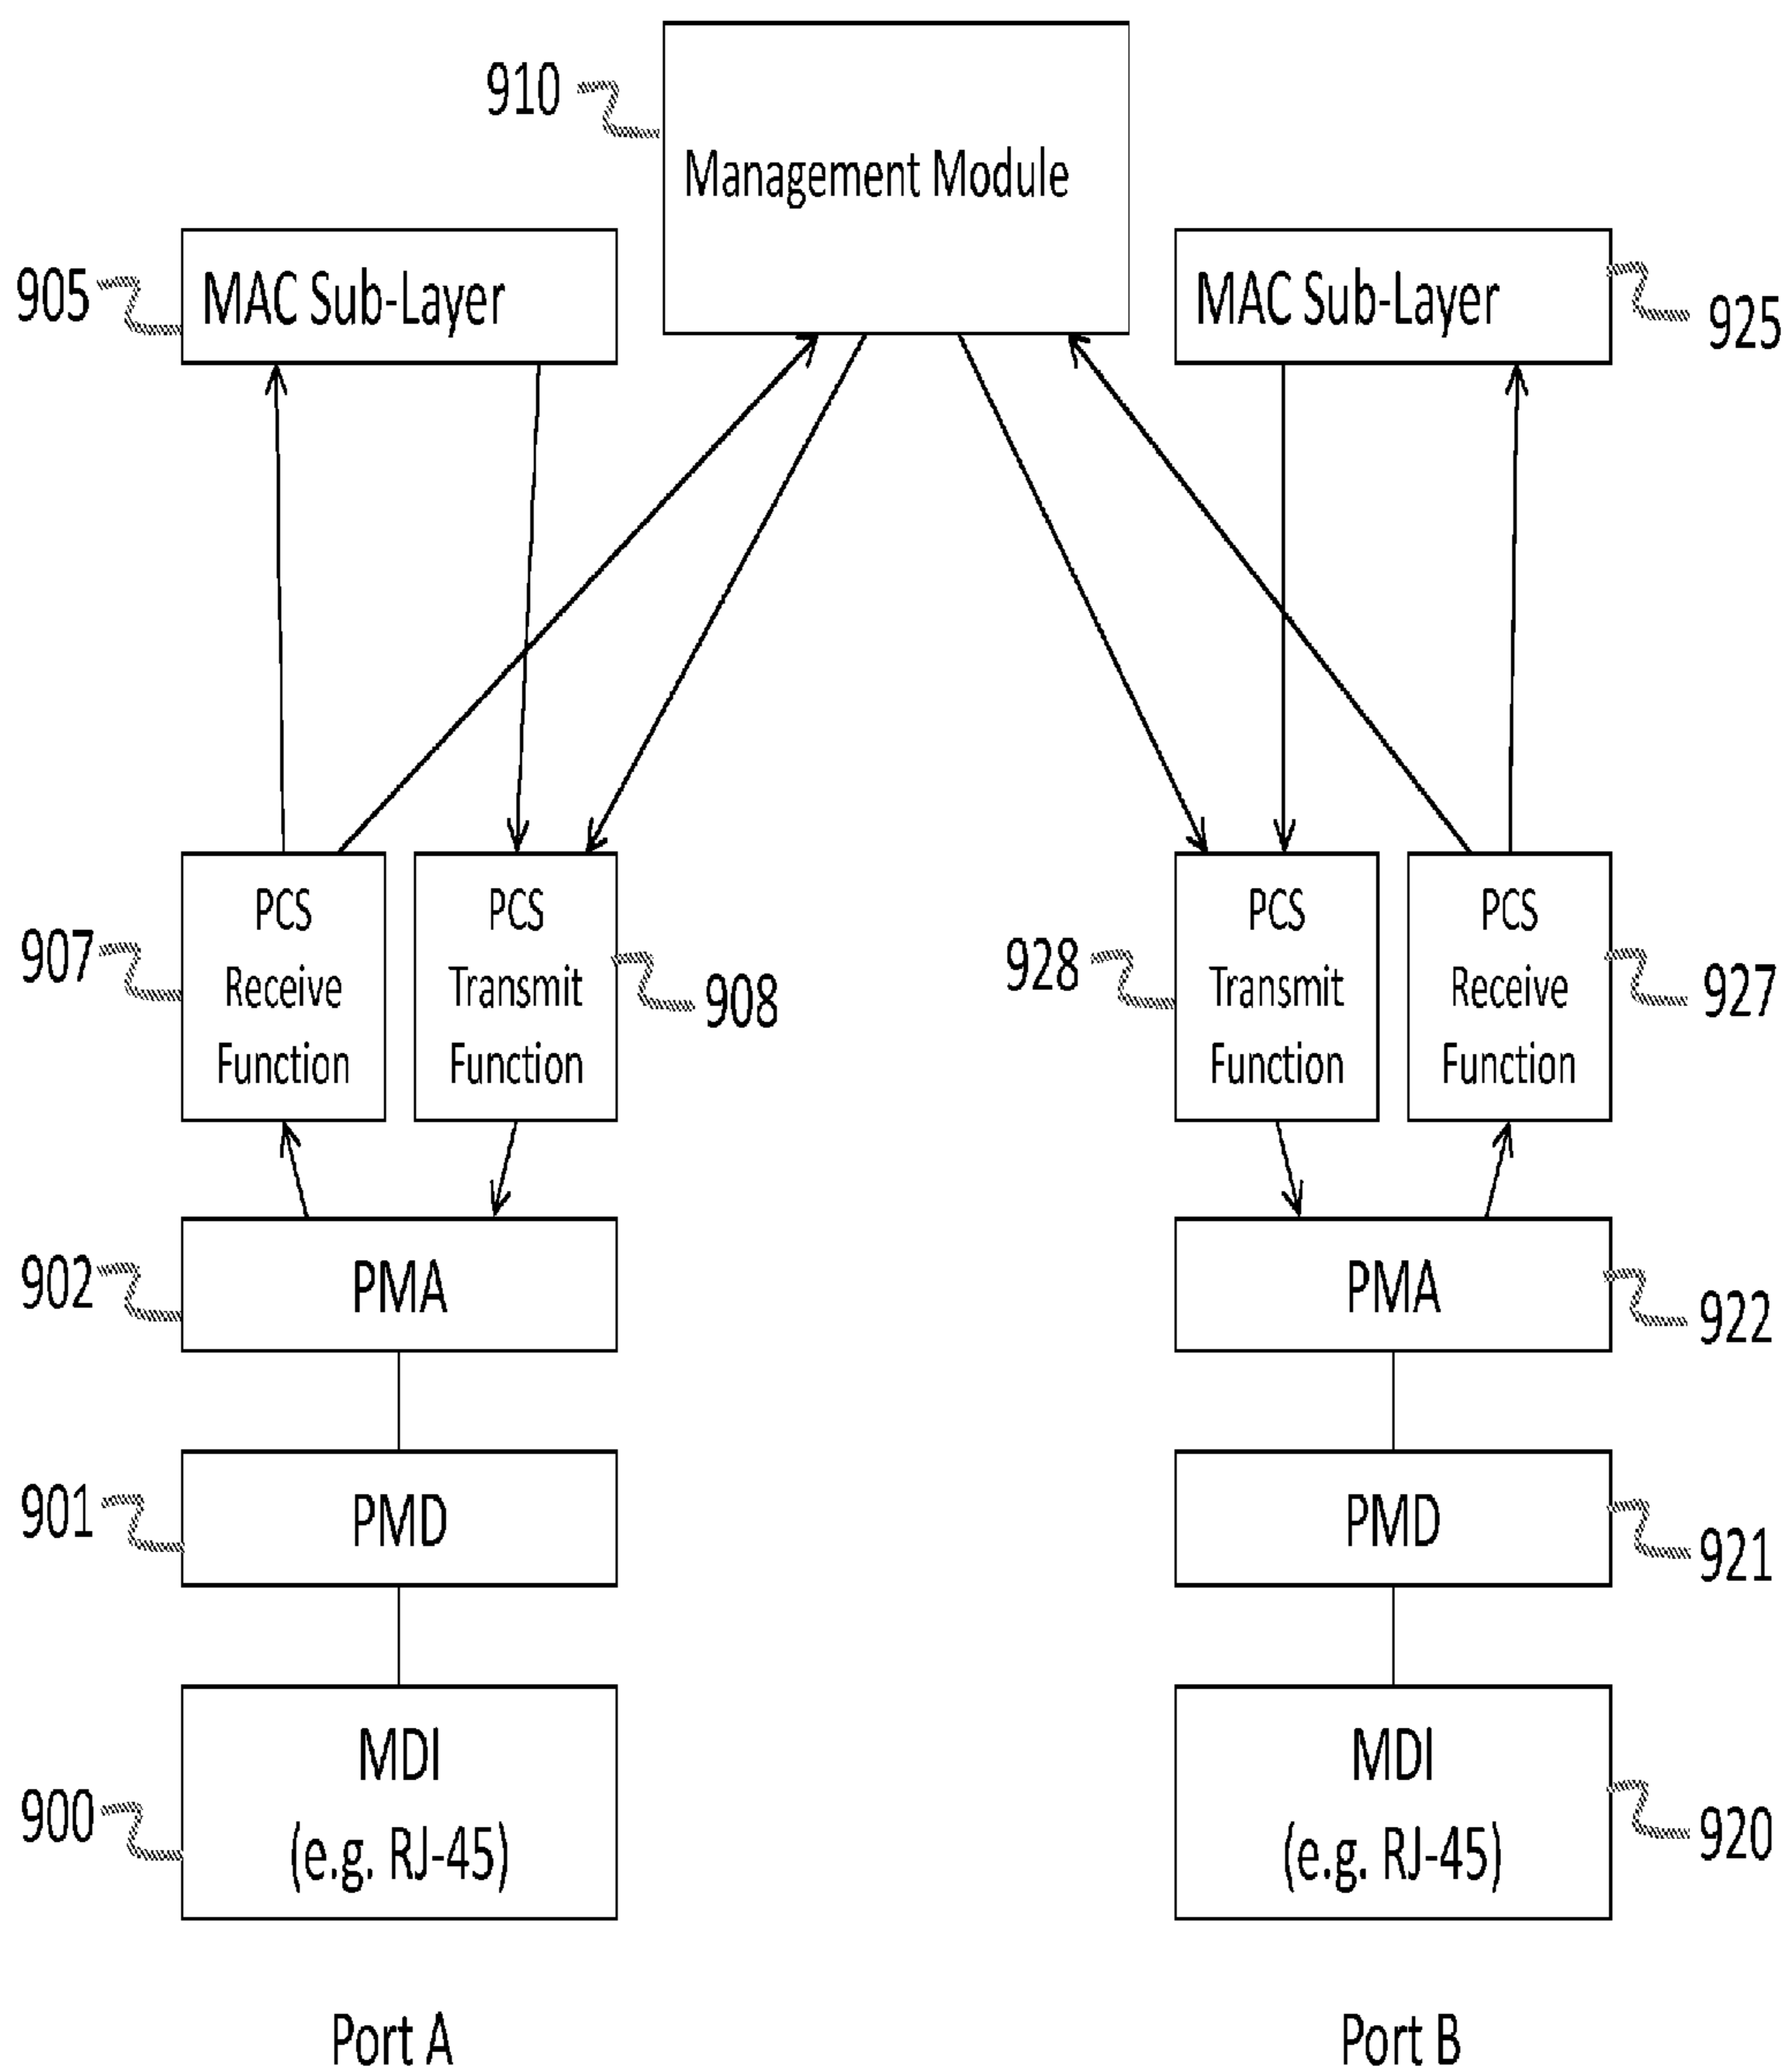 910
Management Module
905
MAC Sub-Layer
MAC Sub-Layer
925
907
PCS
Receive
Function
PCS
Transmit
Function
908
928
PCS
Transmit
Function
PCS
Receive
Function
927
902
PMA
PMA
922
901
PMD
PMD
921
900
MDI
(e.g. RJ-45)
MDI
(e.g. RJ-45)
920
Port A
Port B